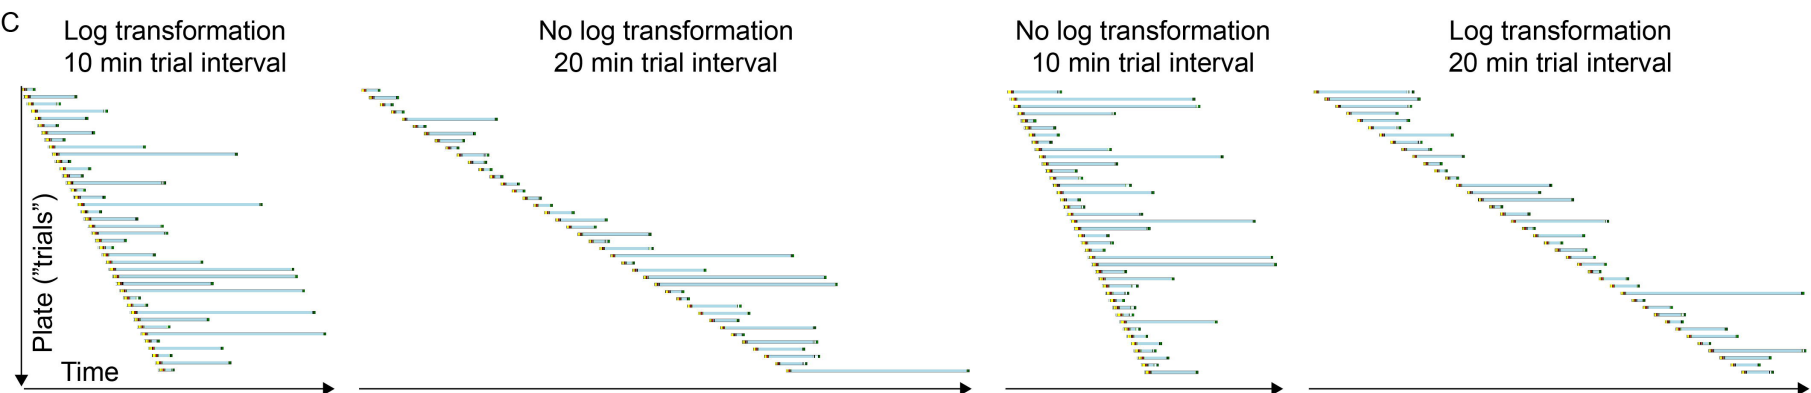 C
Log transformation
10 min trial interval
No log transformation
20 min trial interval
No log transformation
10 min trial interval
Log transformation
20 min trial interval
Plate ("trials")
Time